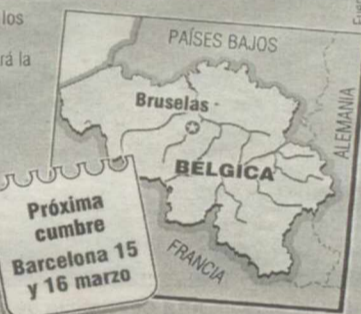 los
rá la
PAÍSES BAJOS
Bruselas
ALEMANIA
BÉLGICA
FRANCIA
Próxima
cumbre
Barcelona 15
y 16 marzo